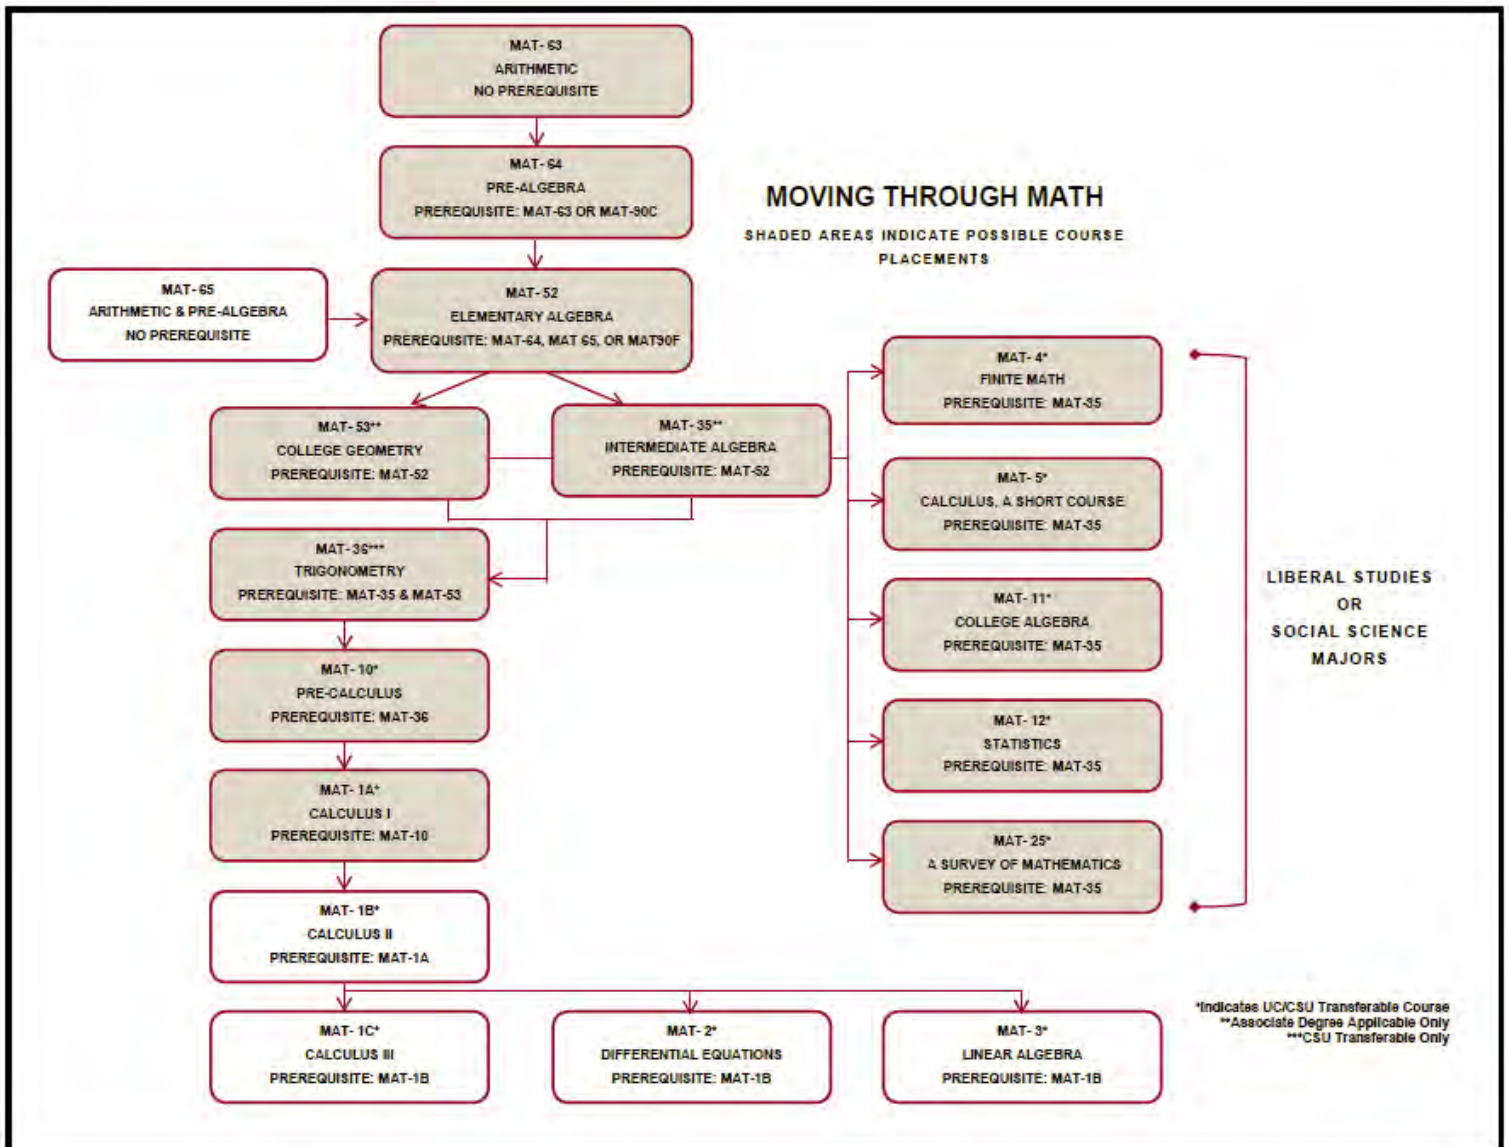 MAT- 63
ARITHMETIC
NO PREREQUISITE
MAT- 64
PRE-ALGEBRA
PREREQUISITE: MAT-63 OR MAT-90C
MOVING THROUGH MATH
SHADED AREAS INDICATE POSSIBLE COURSE
PLACEMENTS
MAT- 65
ARITHMETIC & PRE-ALGEBRA
NO PREREQUISITE
MAT- 52
ELEMENTARY ALGEBRA
PREREQUISITE: MAT-64, MAT 65, OR MAT90F
MAT- 53**
COLLEGE GEOMETRY
PREREQUISITE: MAT-52
MAT- 35**
INTERMEDIATE ALGEBRA
PREREQUISITE: MAT-52
MAT- 4*
FINITE MATH
PREREQUISITE: MAT-35
MAT- 5*
CALCULUS, A SHORT COURSE
PREREQUISITE: MAT-35
MAT- 11*
COLLEGE ALGEBRA
PREREQUISITE: MAT-35
MAT- 12*
STATISTICS
PREREQUISITE: MAT-35
MAT- 25*
A SURVEY OF MATHEMATICS
PREREQUISITE: MAT-35
LIBERAL STUDIES
OR
SOCIAL SCIENCE
MAJORS
MAT- 36***
TRIGONOMETRY
PREREQUISITE: MAT-35 & MAT-53
MAT- 10*
PRE-CALCULUS
PREREQUISITE: MAT-36
MAT- 1A*
CALCULUS I
PREREQUISITE: MAT-10
MAT- 1B*
CALCULUS II
PREREQUISITE: MAT-1A
MAT- 1C*
CALCULUS III
PREREQUISITE: MAT-1B
MAT- 2*
DIFFERENTIAL EQUATIONS
PREREQUISITE: MAT-1B
MAT- 3*
LINEAR ALGEBRA
PREREQUISITE: MAT-1B
*Indicates UC/CSU Transferable Course
**Associate Degree Applicable Only
***CSU Transferable Only